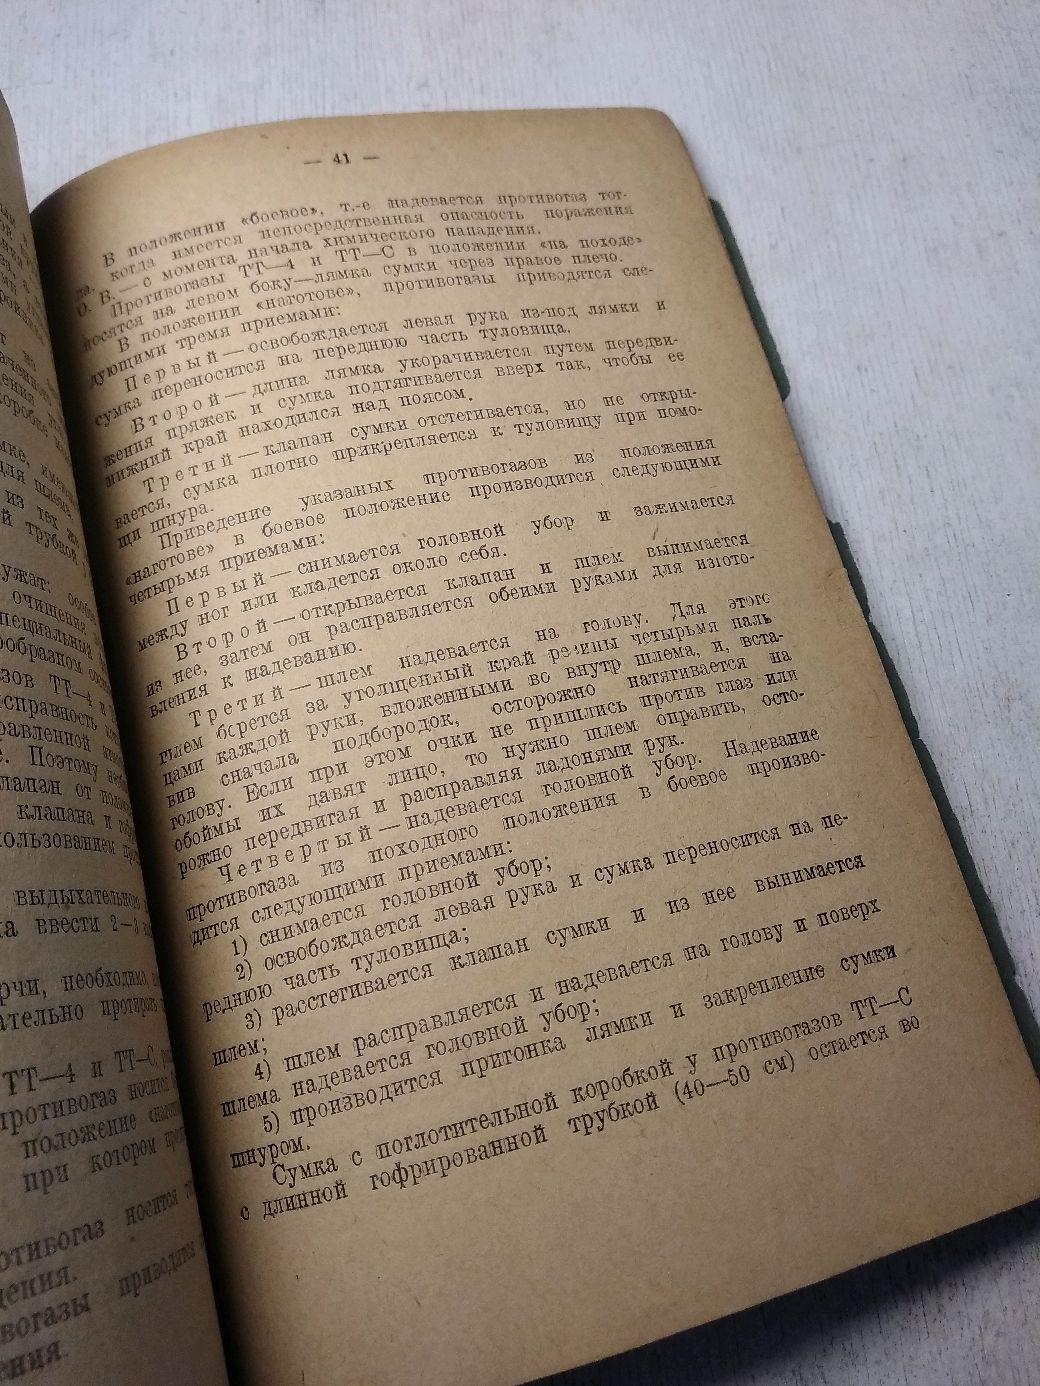 — 41 —
В положении «боевое», т.-е надевается противогаз тог-
да, когда имеется непосредственная опасность поражения
О. В. — с момента начала химического нападения.
Противогазы ТТ—4 и ТТ—С в положении «на походе»
носятся на левом боку—лямка сумки через правое плечо.
В положении «наготове», противогазы приводятся сле-
дующими тремя приемами:
Первый — освобождается левая рука из-под лямки и
сумка переносится на переднюю часть туловища.
Второй — длина лямка укорачивается путем передви-
жения пряжек и сумка подтягивается вверх так, чтобы ее
нижний край находился над поясом.
Третий — клапан сумки отстегивается, но не откры-
вается, сумка плотно прикрепляется к туловищу при помо-
щи шнура.
Приведение указаных противогазов из положения
«наготове» в боевое положение производится следующими
четырьмя приемами:
Первый — снимается головной убор и зажимается
между ног или кладется около себя.
Второй — открывается клапан и шлем вынимается
из нее, затем он расправляется обеими руками для изгото-
вления к надеванию.
Третий — шлем надевается на голову. Для этого
шлем берется за утолщенный край резины четырьмя паль
цами каждой руки, вложенными во внутр шлема, и, вста-
вив сначала подбородок, осторожно натягивается на
голову. Если при этом очки не пришлись против глаз или
обоймы их давят лицо, то нужно шлем оправить, осто-
рожно передвигая и расправляя ладонями рук.
Четвертый — надевается головной убор. Надевание
противогаза из походного положения в боевое произво-
дится следующими приемами:
1) снимается головной убор;
2) освобождается левая рука и сумка переносится на пе-
реднюю часть туловища;
3) расстегивается клапан сумки и из нее вынимается
шлем;
4) шлем расправляется и надевается на голову и поверх
шлема надевается головной убор;
5) производится пригонка лямки и закрепление сумки
шнуром.
Сумка с поглотительной коробкой у противогазов ТТ—С
с длинной гофрированной трубкой (40—50 см) остается во